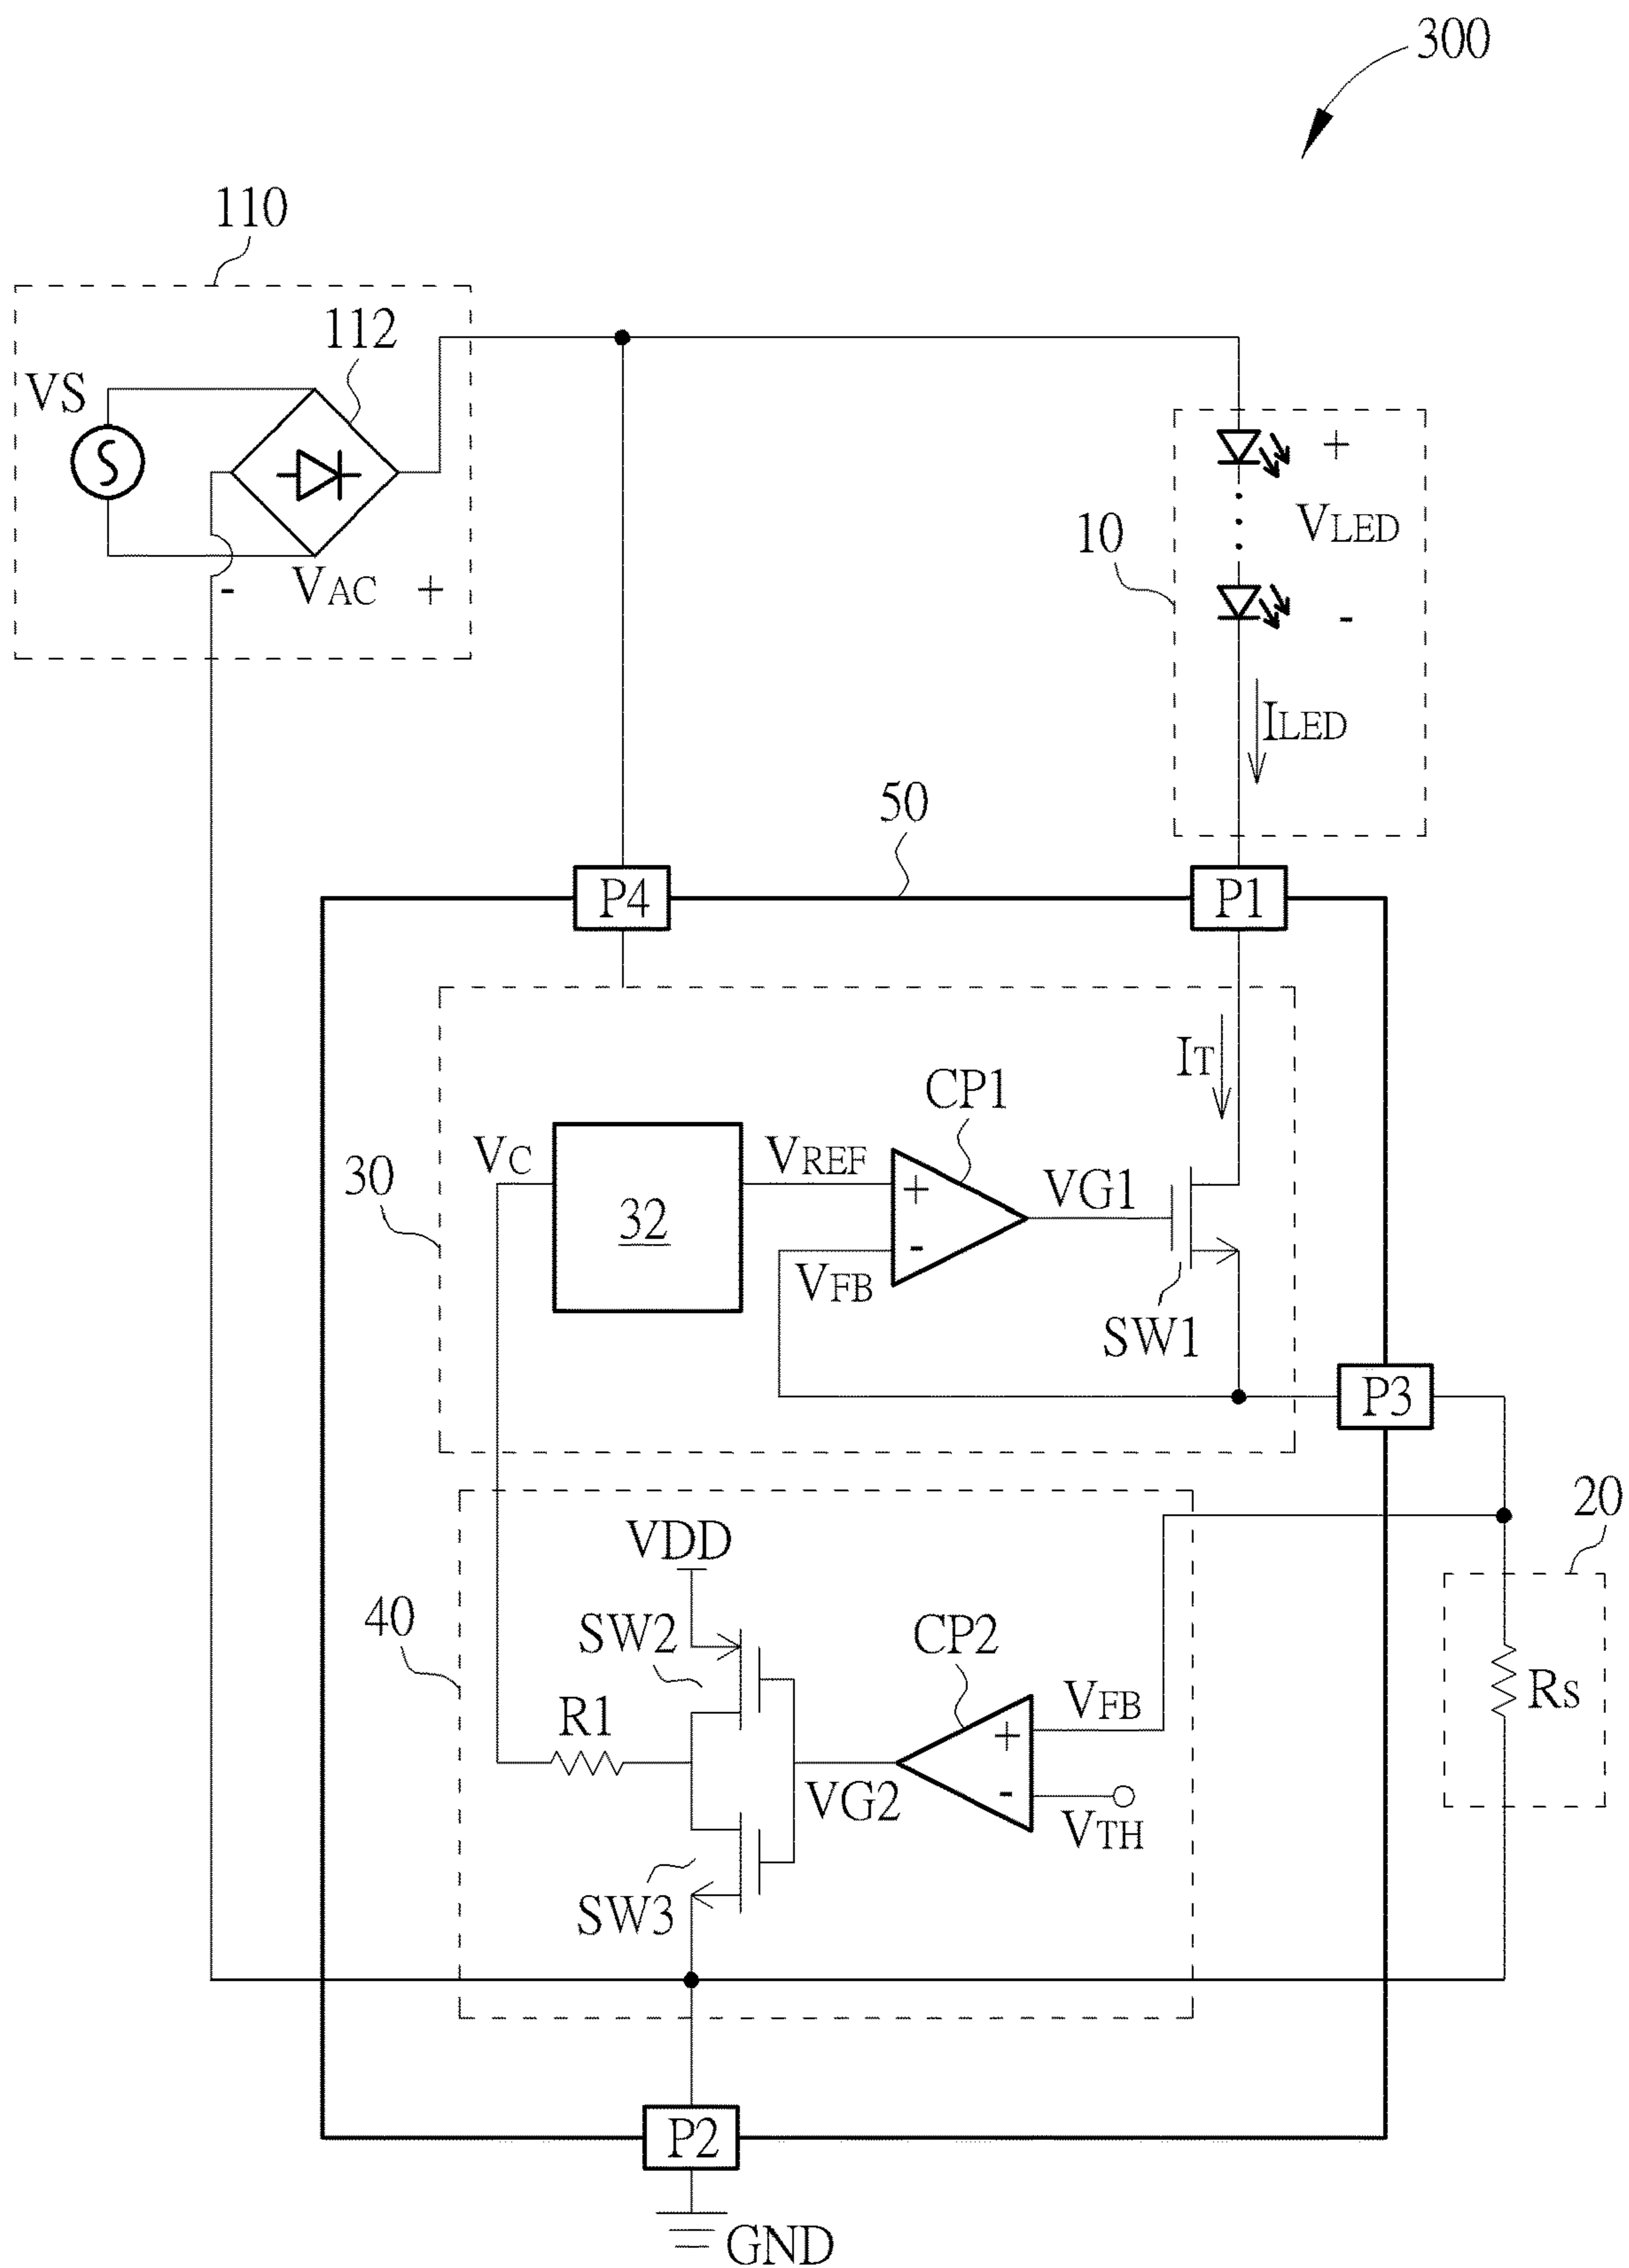 300
110
112
VS
- VAC +
+
VLED
-
10
ILED
50
P4
P1
IT
CP1
VC
VREF
VG1
30
32
+
-
VFB
SW1
P3
20
VDD
SW2
CP2
40
R1
VFB
+
RS
VG2
-
VTH
SW3
P2
GND